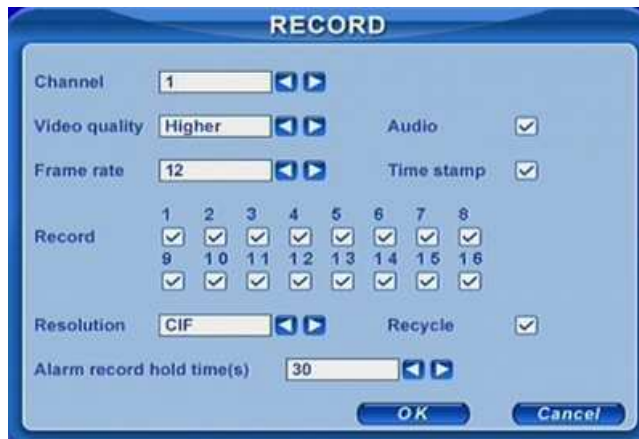 RECORD
Channel 1
Video quality Higher Audio
Frame rate 12 Time stamp
1 2 3 4 5 6 7 8
Record
9 10 11 12 13 14 15 16
Resolution CIF Recycle
Alarm record hold time(s) 30
OK Cancel